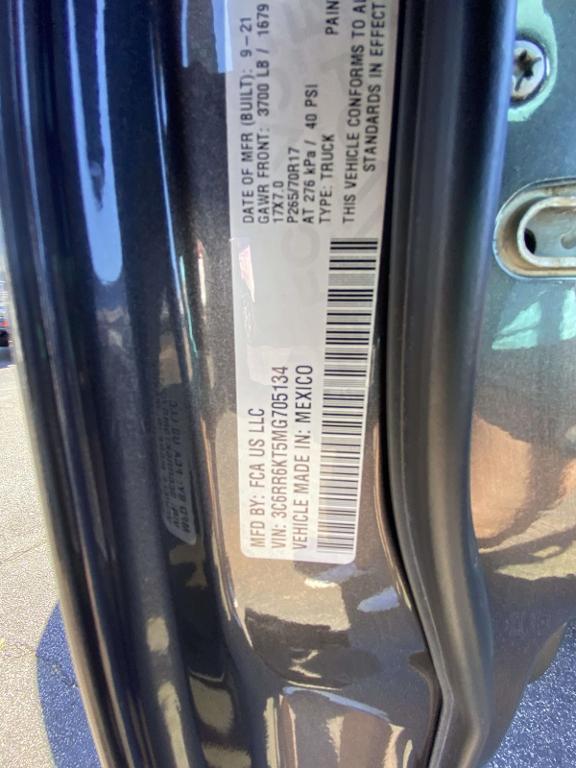 MFD BY: FCA US LLC
DATE OF MFR (BUILT): 9-21
GAWR FRONT: 3700 LB / 1679
17X7.0
P265/70R17
AT 276 kPa / 40 PSI
TYPE: TRUCK
PAIN
THIS VEHICLE CONFORMS TO AL
STANDARDS IN EFFECT
VIN: 3C6RR6KT5MG705134
VEHICLE MADE IN: MEXICO